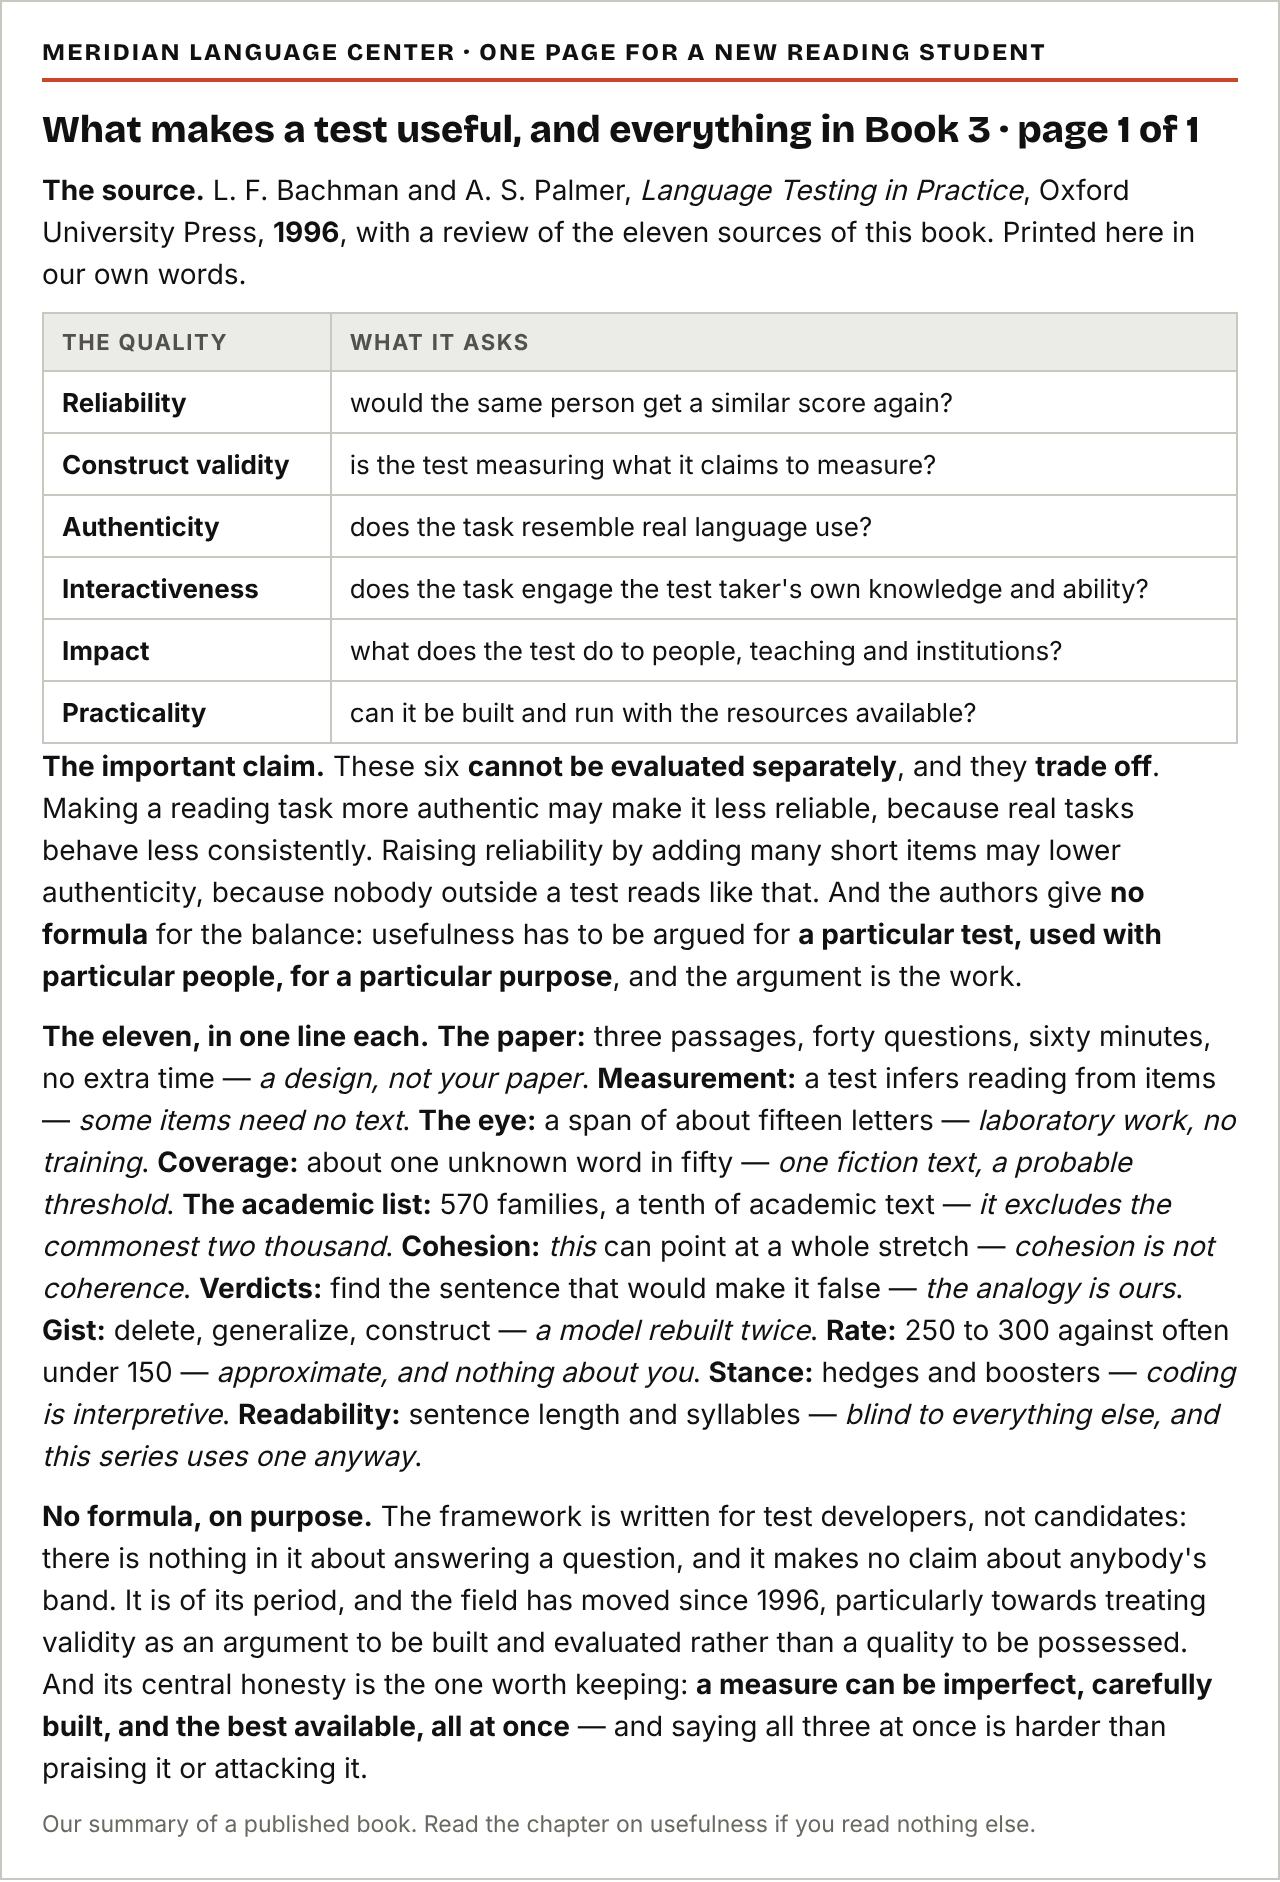 MERIDIAN LANGUAGE CENTER · ONE PAGE FOR A NEW READING STUDENT
What makes a test useful, and everything in Book 3 · page 1 of 1
The source. L. F. Bachman and A. S. Palmer, Language Testing in Practice, Oxford
University Press, 1996, with a review of the eleven sources of this book. Printed here in
our own words.
THE QUALITY WHAT IT ASKS
Reliability would the same person get a similar score again?
Construct validity is the test measuring what it claims to measure?
Authenticity does the task resemble real language use?
Interactiveness does the task engage the test taker's own knowledge and ability?
Impact what does the test do to people, teaching and institutions?
Practicality can it be built and run with the resources available?
The important claim. These six cannot be evaluated separately, and they trade off.
Making a reading task more authentic may make it less reliable, because real tasks
behave less consistently. Raising reliability by adding many short items may lower
authenticity, because nobody outside a test reads like that. And the authors give no
formula for the balance: usefulness has to be argued for a particular test, used with
particular people, for a particular purpose, and the argument is the work.
The eleven, in one line each. The paper: three passages, forty questions, sixty minutes,
no extra time — a design, not your paper. Measurement: a test infers reading from items
— some items need no text. The eye: a span of about fifteen letters — laboratory work, no
training. Coverage: about one unknown word in fifty — one fiction text, a probable
threshold. The academic list: 570 families, a tenth of academic text — it excludes the
commonest two thousand. Cohesion: this can point at a whole stretch — cohesion is not
coherence. Verdicts: find the sentence that would make it false — the analogy is ours.
Gist: delete, generalize, construct — a model rebuilt twice. Rate: 250 to 300 against often
under 150 — approximate, and nothing about you. Stance: hedges and boosters — coding
is interpretive. Readability: sentence length and syllables — blind to everything else, and
this series uses one anyway.
No formula, on purpose. The framework is written for test developers, not candidates:
there is nothing in it about answering a question, and it makes no claim about anybody's
band. It is of its period, and the field has moved since 1996, particularly towards treating
validity as an argument to be built and evaluated rather than a quality to be possessed.
And its central honesty is the one worth keeping: a measure can be imperfect, carefully
built, and the best available, all at once — and saying all three at once is harder than
praising it or attacking it.
Our summary of a published book. Read the chapter on usefulness if you read nothing else.